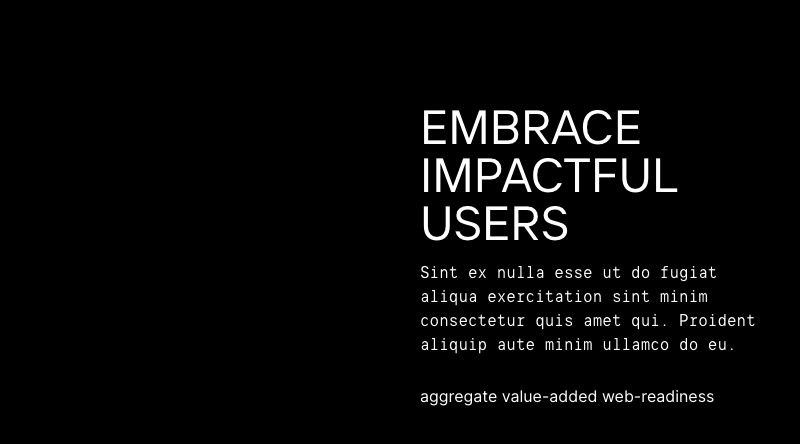 EMBRACE
IMPACTFUL
USERS
Sint ex nulla esse ut do fugiat
aliqua exercitation sint minim
consectetur quis amet qui. Proident
aliquip aute minim ullamco do eu.
aggregate value-added web-readiness